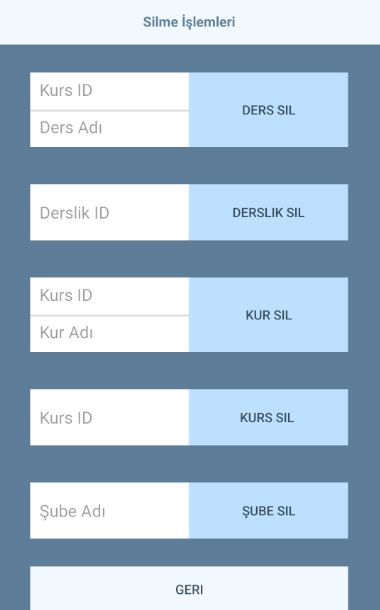 Silme İşlemleri
Kurs ID
Ders Adı
DERS SIL
Derslik ID
DERSLIK SIL
Kurs ID
Kur Adı
KUR SIL
Kurs ID
KURS SIL
Şube Adı
ŞUBE SIL
GERI